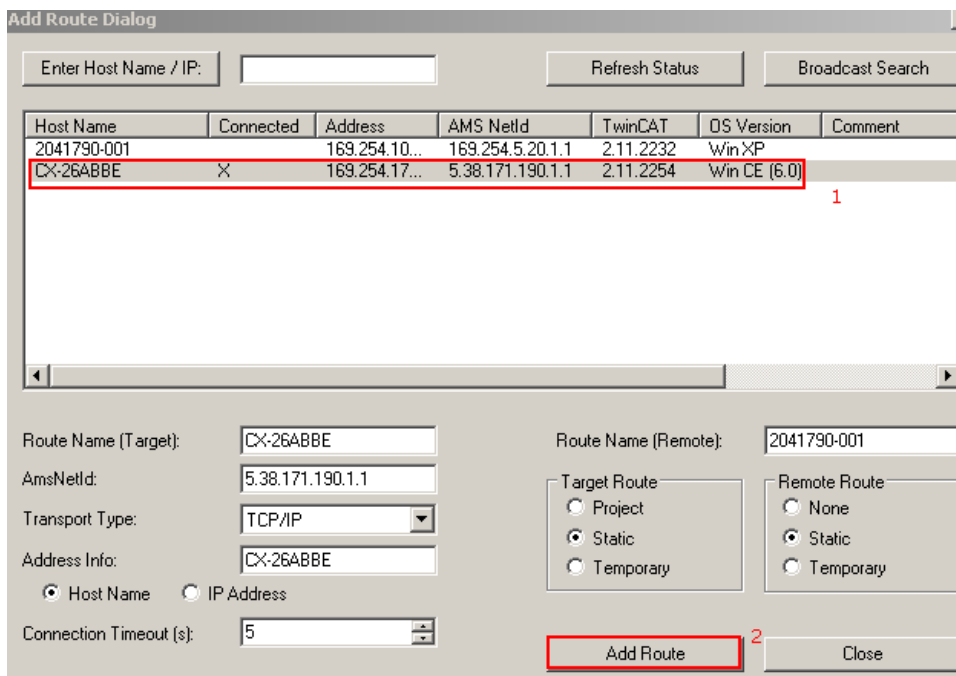 Add Route Dialog
Enter Host Name / IP: Refresh Status Broadcast Search
Host Name Connected Address AMS NetId TwinCAT OS Version Comment
2041790-001 169.254.10... 169.254.5.20.1.1 2.11.2232 Win XP
CX-26ABBE X 169.254.17... 5.38.171.190.1.1 2.11.2254 Win CE (6.0)
1
Route Name (Target): CX-26ABBE Route Name (Remote): 2041790-001
AmsNetId: 5.38.171.190.1.1 Target Route Remote Route
Project None
Transport Type: TCP/IP Static Static
Address Info: CX-26ABBE Temporary Temporary
Host Name IP Address
Connection Timeout (s): 5
Add Route 2 Close